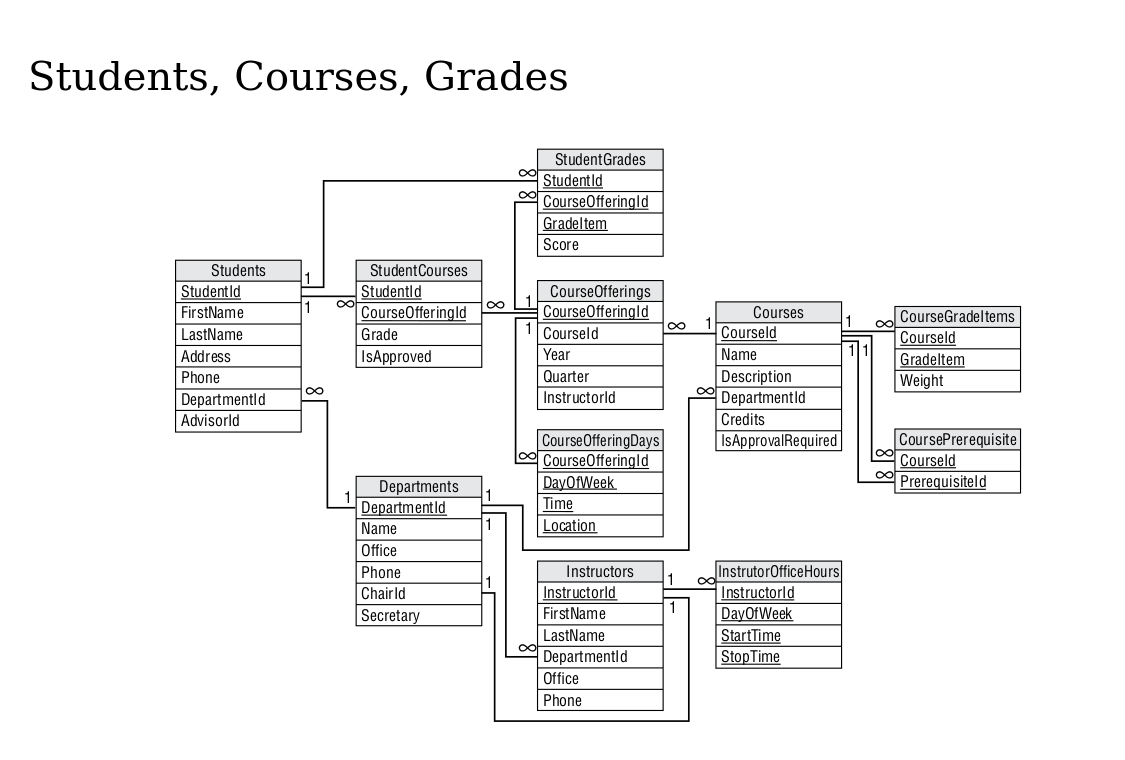 Students, Courses, Grades
StudentGrades
StudentId
CourseOfferingId
GradeItem
Score
Students
StudentId
FirstName
LastName
Address
Phone
DepartmentId
AdvisorId
StudentCourses
StudentId
CourseOfferingId
Grade
IsApproved
CourseOfferings
CourseOfferingId
CourseId
Year
Quarter
InstructorId
Courses
CourseId
Name
Description
DepartmentId
Credits
IsApprovalRequired
CourseGradeItems
CourseId
GradeItem
Weight
CoursePrerequisite
CourseId
PrerequisiteId
CourseOfferingDays
CourseOfferingId
DayOfWeek
Time
Location
Departments
DepartmentId
Name
Office
Phone
ChairId
Secretary
Instructors
InstructorId
FirstName
LastName
DepartmentId
Office
Phone
InstrutorOfficeHours
InstructorId
DayOfWeek
StartTime
StopTime
∞
∞
1
1
∞
∞
1
1
∞
1
1
∞
1
1
∞
∞
∞
∞
∞
1
1
1
1
1
∞
1
∞